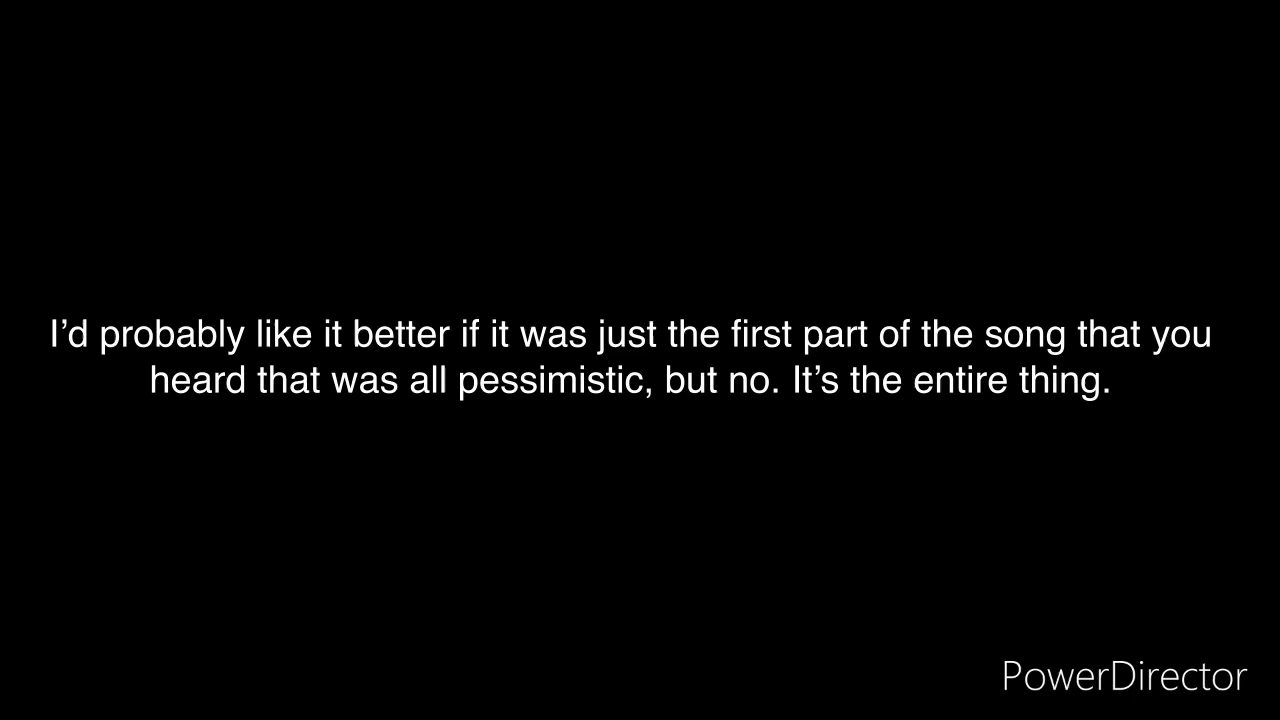 I’d probably like it better if it was just the first part of the song that you
heard that was all pessimistic, but no. It’s the entire thing.
PowerDirector